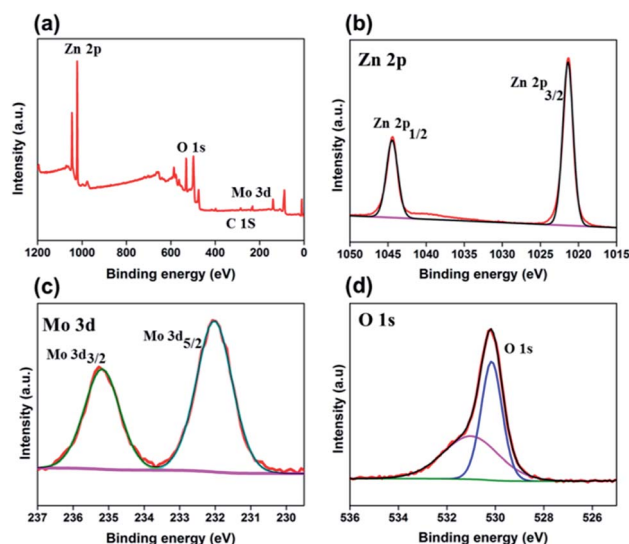 (a)
Zn 2p
O 1s
Mo 3d
C 1S
Intensity (a.u.)
1200 1000 800 600 400 200 0
Binding energy (eV)
(b)
Zn 2p
Zn 2p3/2
Zn 2p1/2
Intensity (a.u.)
1050 1045 1040 1035 1030 1025 1020 1015
Binding energy (eV)
(c)
Mo 3d
Mo 3d3/2
Mo 3d5/2
Intensity (a.u.)
237 236 235 234 233 232 231 230
Binding energy (eV)
(d)
O 1s
O 1s
Intensity (a.u)
536 534 532 530 528 526
Binding energy (eV)